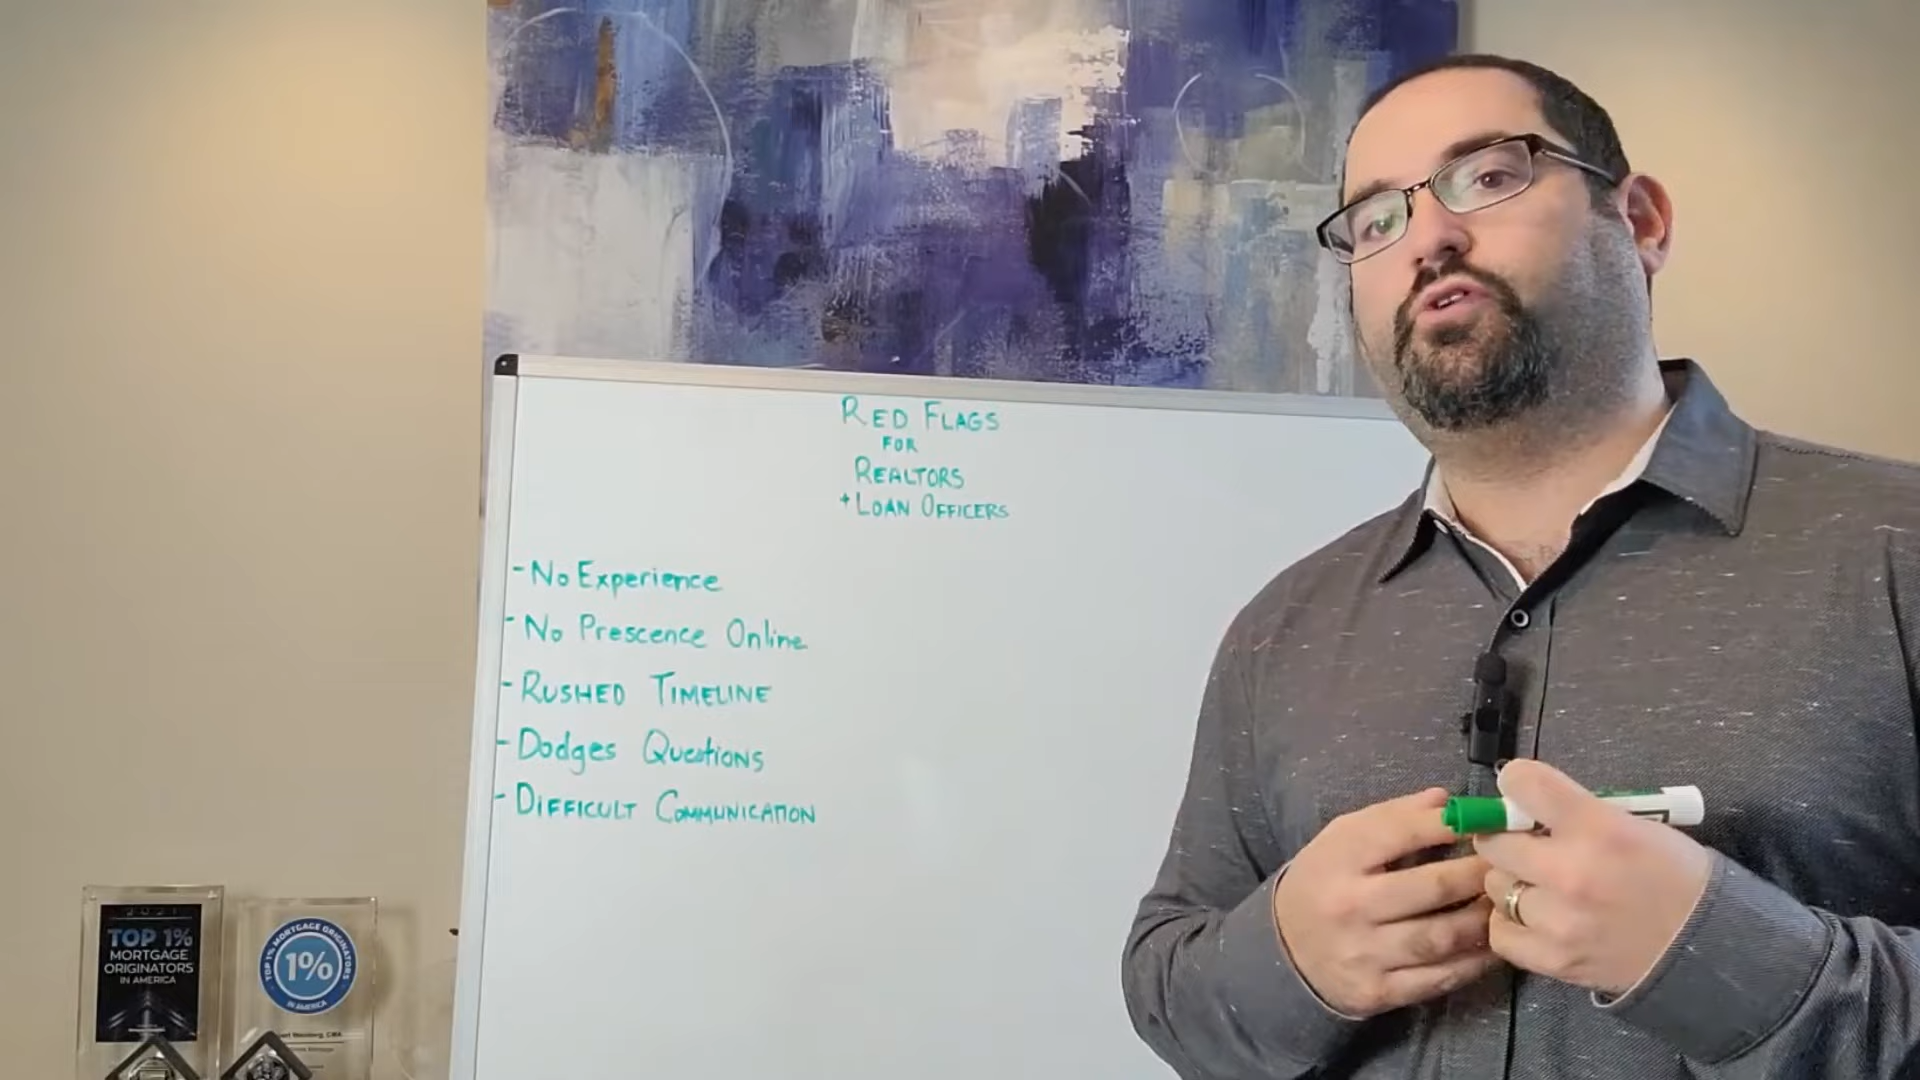 RED FLAGS
FOR
REALTORS
+ LOAN OFFICERS
- No Experience
- No Prescence Online
- RUSHED TIMELINE
- Dodges Questions
- DIFFICULT COMMUNICATION
2021
TOP 1%
MORTGAGE
ORIGINATORS
IN AMERICA
TOP 1% MORTGAGE ORIGINATORS
1%
IN AMERICA